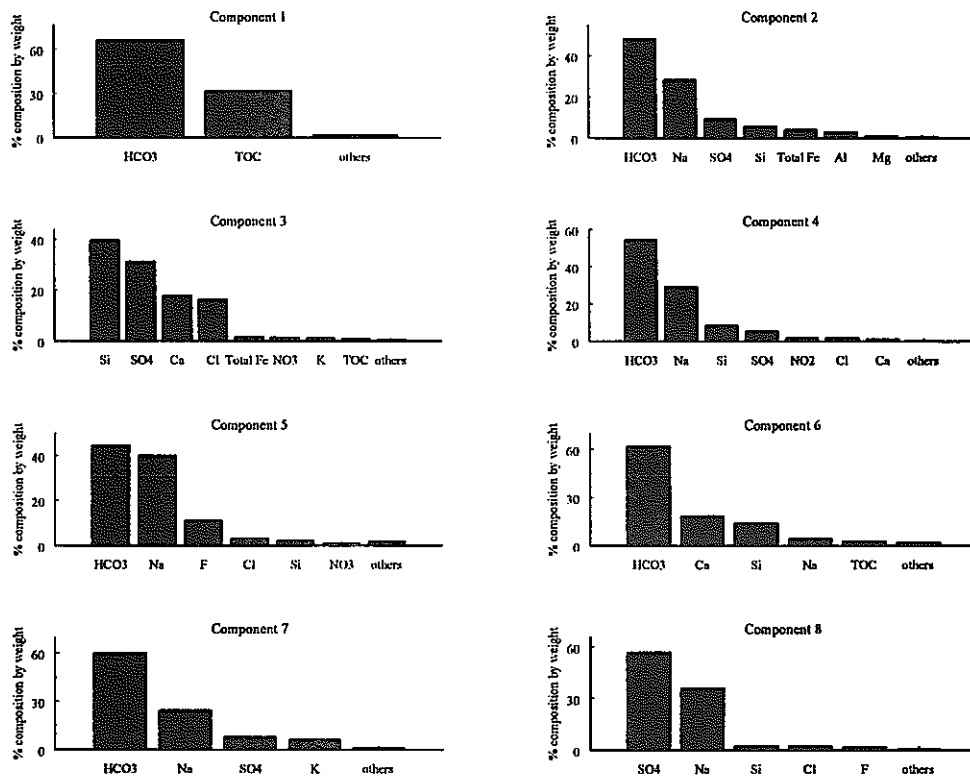 Component 1
% composition by weight
60
30
0
HCO3 TOC others
Component 2
% composition by weight
40
20
0
HCO3 Na SO4 Si Total Fe Al Mg others
Component 3
% composition by weight
40
20
0
Si SO4 Ca Cl Total Fe NO3 K TOC others
Component 4
% composition by weight
60
40
20
0
HCO3 Na Si SO4 NO2 Cl Ca others
Component 5
% composition by weight
40
20
0
HCO3 Na F Cl Si NO3 others
Component 6
% composition by weight
60
30
0
HCO3 Ca Si Na TOC others
Component 7
% composition by weight
60
30
0
HCO3 Na SO4 K others
Component 8
% composition by weight
60
30
0
SO4 Na Si Cl F others